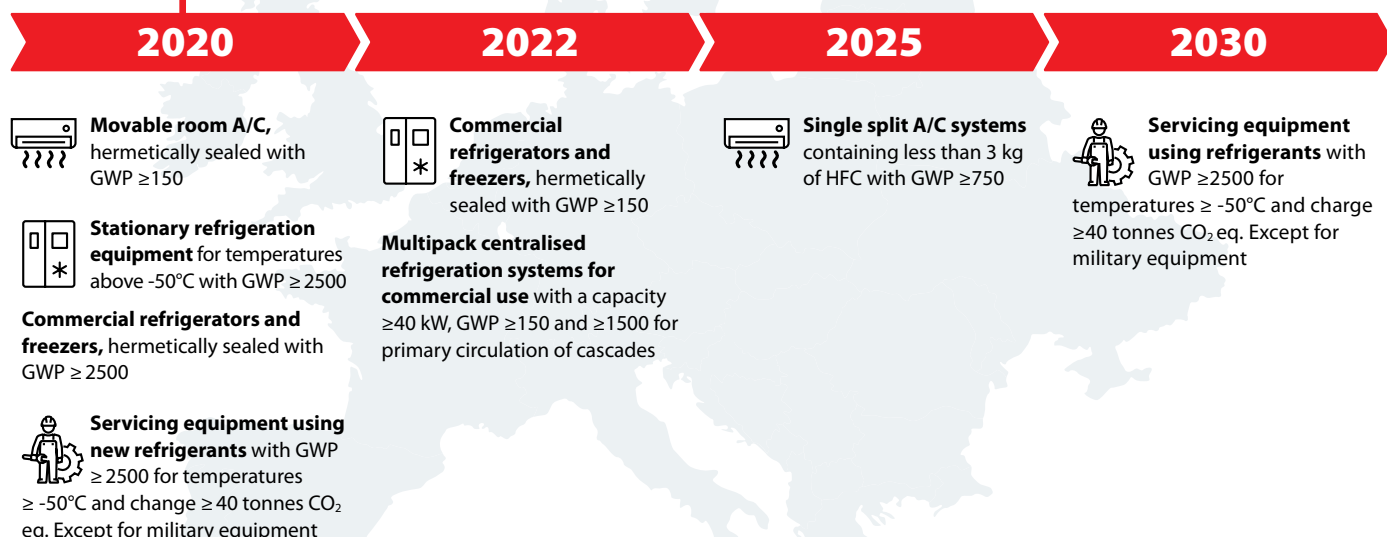 2020
Movable room A/C,
hermetically sealed with
GWP ≥150
Stationary refrigeration
equipment for temperatures
above -50°C with GWP ≥ 2500
Commercial refrigerators and
freezers, hermetically sealed with
GWP ≥ 2500
Servicing equipment using
new refrigerants with GWP
≥ 2500 for temperatures
≥ -50°C and change ≥ 40 tonnes CO₂
eq. Except for military equipment
2022
Commercial
refrigerators and
freezers, hermetically
sealed with GWP ≥150
Multipack centralised
refrigeration systems for
commercial use with a capacity
≥40 kW, GWP ≥150 and ≥1500 for
primary circulation of cascades
2025
Single split A/C systems
containing less than 3 kg
of HFC with GWP ≥750
2030
Servicing equipment
using refrigerants with
GWP ≥2500 for
temperatures ≥ -50°C and charge
≥40 tonnes CO₂ eq. Except for
military equipment